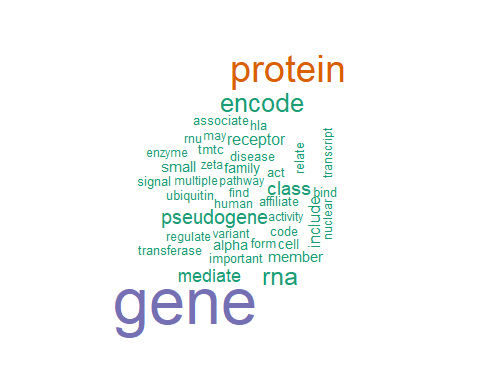 protein
encode
associate
hla
rnu
may
receptor
transcript
enzyme
tmtc
disease
relate
small
zeta
family
act
signal
multiple
pathway
class
bind
ubiquitin
find
human
affiliate
include
nuclear
pseudogene
activity
regulate
variant
code
transferase
alpha
form
cell
important
member
mediate
rna
gene